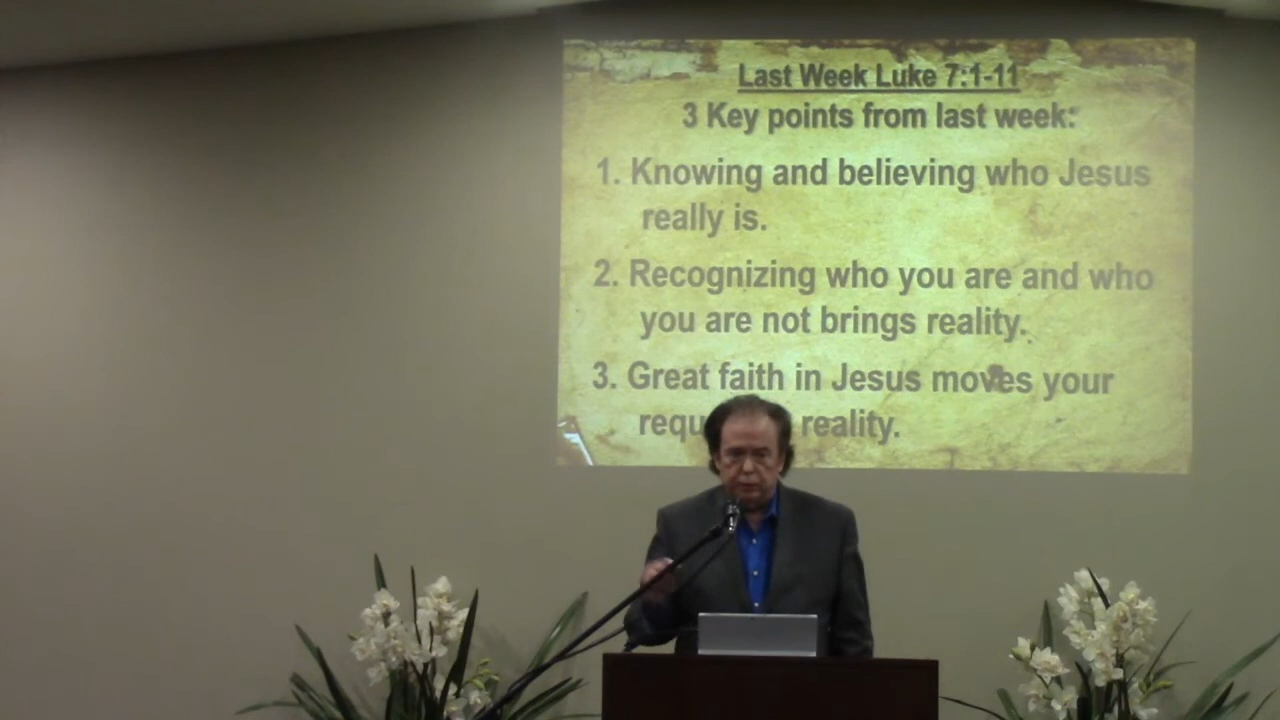 Last Week Luke 7:1-11
3 Key points from last week:
1. Knowing and believing who Jesus
really is.
2. Recognizing who you are and who
you are not brings reality.
3. Great faith in Jesus moves your
reality.